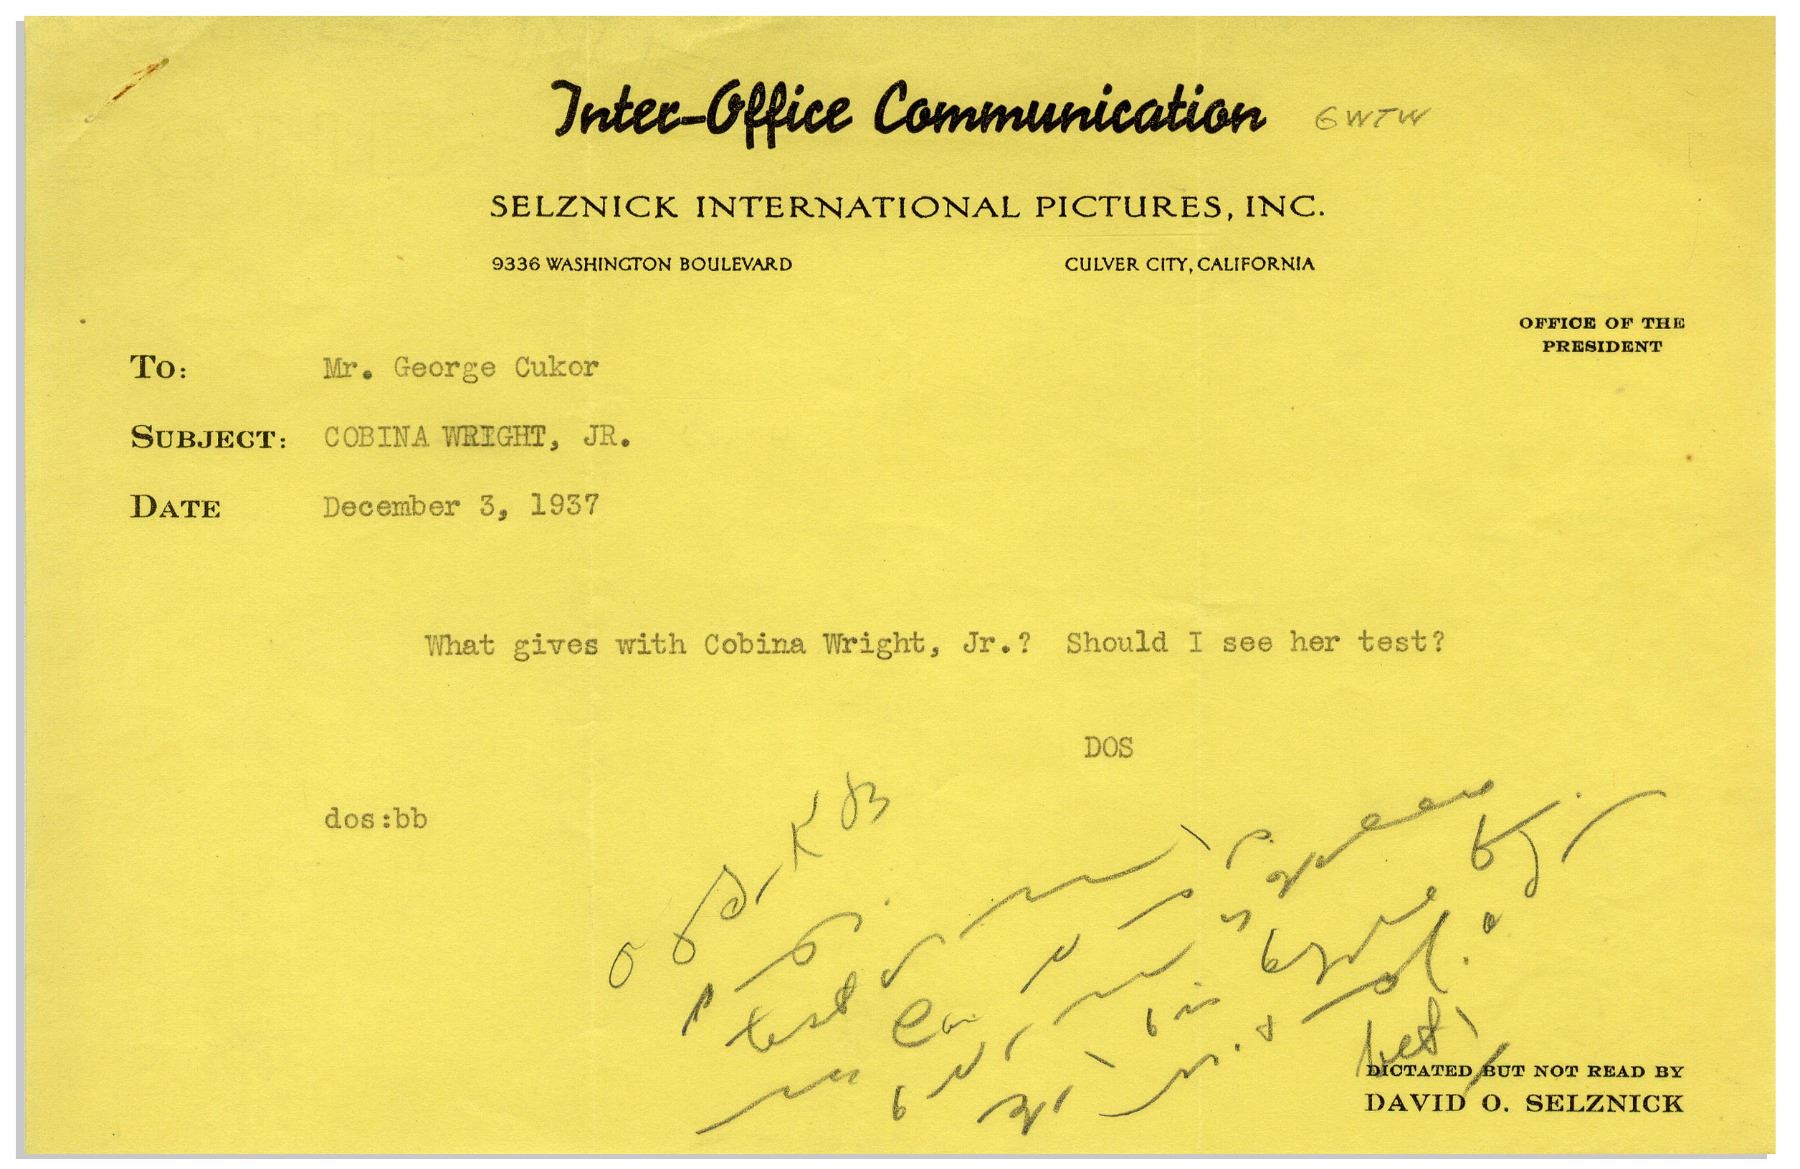 Inter-Office Communication GWTW
SELZNICK INTERNATIONAL PICTURES, INC.
9336 WASHINGTON BOULEVARD CULVER CITY, CALIFORNIA
OFFICE OF THE
PRESIDENT
TO: Mr. George Cukor
SUBJECT: COBINA WRIGHT, JR.
DATE December 3, 1937
What gives with Cobina Wright, Jr.? Should I see her test?
DOS
dos:bb
test
DICTATED BUT NOT READ BY
DAVID O. SELZNICK